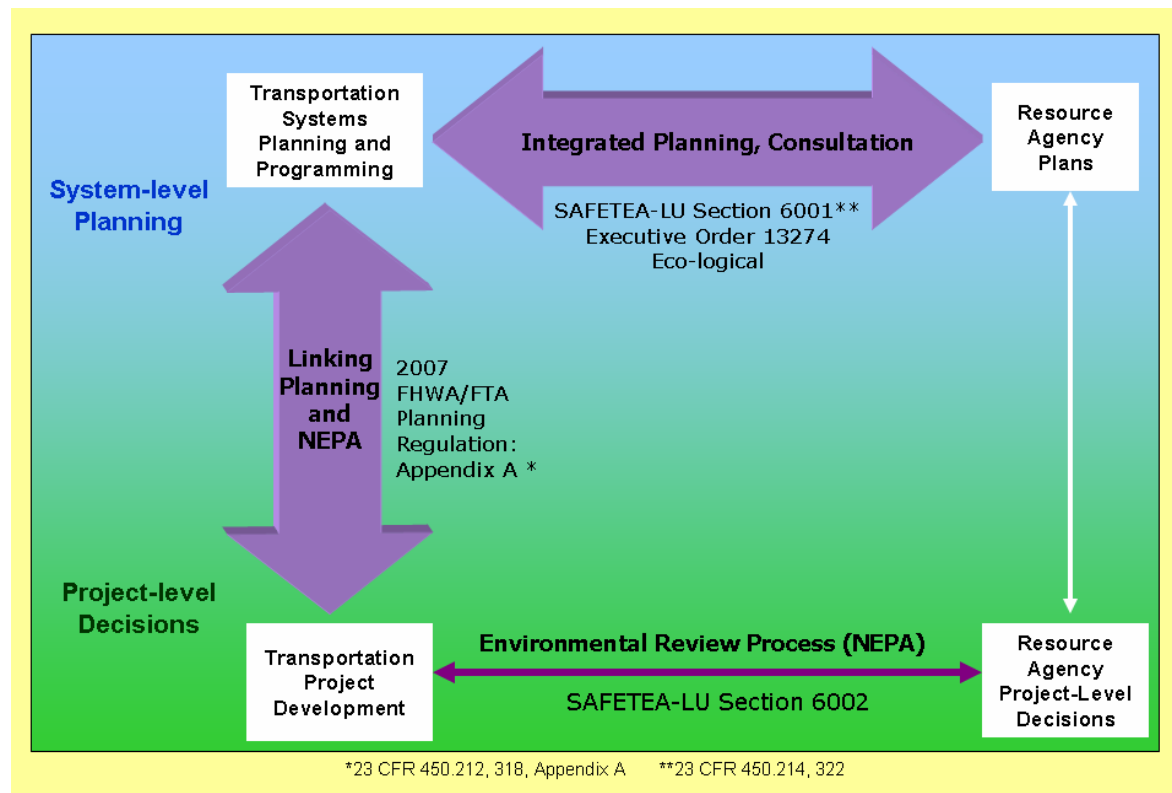 Transportation
Systems
Planning and
Programming
Integrated Planning, Consultation
Resource
Agency
Plans
System-level
Planning
SAFETEA-LU Section 6001**
Executive Order 13274
Eco-logical
Linking
Planning
and
NEPA
2007
FHWA/FTA
Planning
Regulation:
Appendix A *
Project-level
Decisions
Transportation
Project
Development
Environmental Review Process (NEPA)
SAFETEA-LU Section 6002
Resource
Agency
Project-Level
Decisions
*23 CFR 450.212, 318, Appendix A **23 CFR 450.214, 322